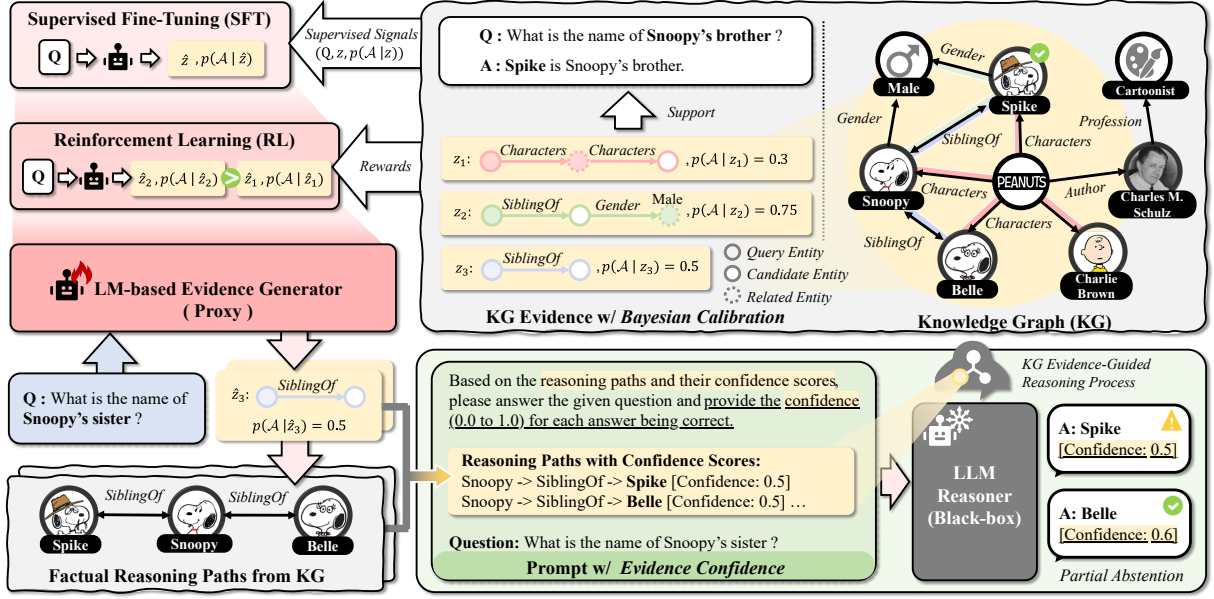 Supervised Fine-Tuning (SFT)
Q
ẑ , p(𝒜 | ẑ)
Supervised Signals
(Q, z, p(𝒜 |z))
Reinforcement Learning (RL)
Q
ẑ₂, p(𝒜 | ẑ₂) > ẑ₁, p(𝒜 | ẑ₁)
Rewards
LM-based Evidence Generator
( Proxy )
Q : What is the name of
Snoopy’s sister ?
ẑ₃: SiblingOf
p(𝒜 |ẑ₃) = 0.5
SiblingOf SiblingOf
Spike Snoopy Belle
Factual Reasoning Paths from KG
Q : What is the name of Snoopy’s brother ?
A : Spike is Snoopy’s brother.
Support
z₁: Characters Characters , p(𝒜 | z₁) = 0.3
z₂: SiblingOf Gender Male , p(𝒜 | z₂) = 0.75
z₃: SiblingOf , p(𝒜 | z₃) = 0.5
Query Entity
Candidate Entity
Related Entity
KG Evidence w/ Bayesian Calibration
Gender
Male
Spike
Cartoonist
Gender
SiblingOf
Characters
Profession
PEANUTS
Snoopy
Characters
Author
Charles M.
Schulz
SiblingOf
Characters
Belle
Charlie
Brown
Knowledge Graph (KG)
Based on the reasoning paths and their confidence scores,
please answer the given question and provide the confidence
(0.0 to 1.0) for each answer being correct.
Reasoning Paths with Confidence Scores:
Snoopy -> SiblingOf -> Spike [Confidence: 0.5]
Snoopy -> SiblingOf -> Belle [Confidence: 0.5] …
Question: What is the name of Snoopy’s sister ?
Prompt w/ Evidence Confidence
KG Evidence-Guided
Reasoning Process
LLM
Reasoner
(Black-box)
A: Spike
[Confidence: 0.5]
A: Belle
[Confidence: 0.6]
Partial Abstention